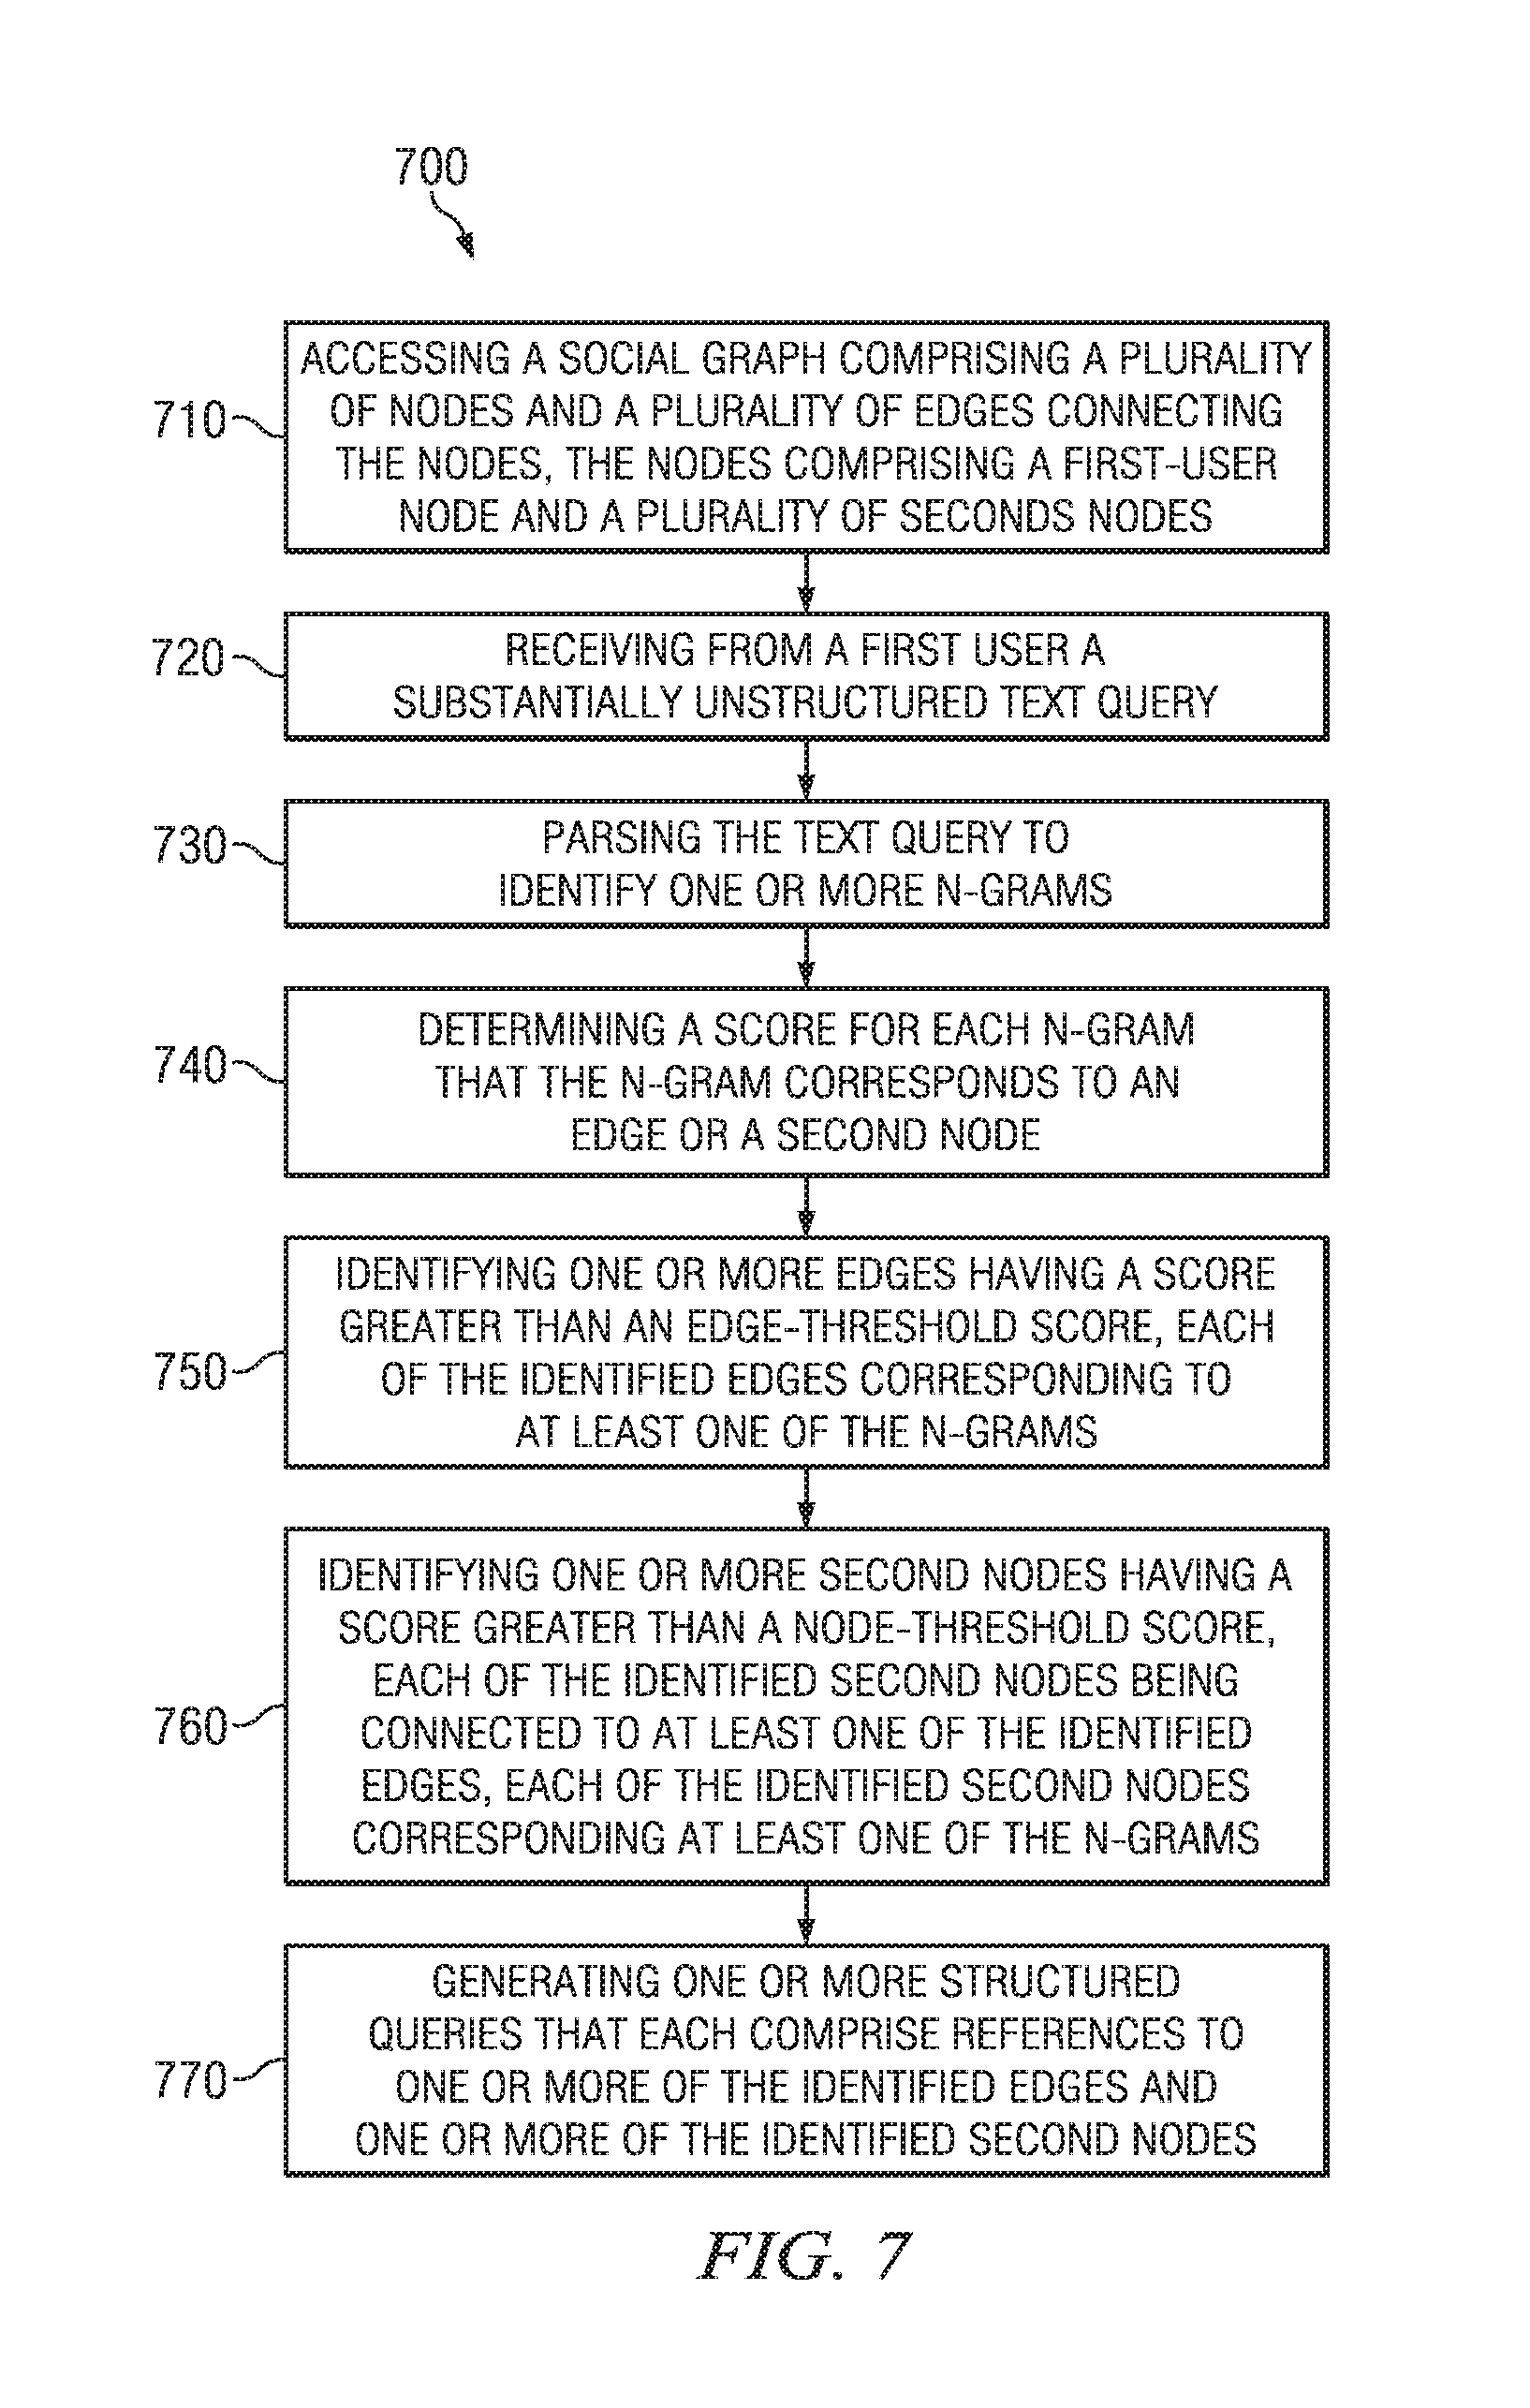 700
710
ACCESSING A SOCIAL GRAPH COMPRISING A PLURALITY
OF NODES AND A PLURALITY OF EDGES CONNECTING
THE NODES, THE NODES COMPRISING A FIRST-USER
NODE AND A PLURALITY OF SECONDS NODES
720
RECEIVING FROM A FIRST USER A
SUBSTANTIALLY UNSTRUCTURED TEXT QUERY
730
PARSING THE TEXT QUERY TO
IDENTIFY ONE OR MORE N-GRAMS
740
DETERMINING A SCORE FOR EACH N-GRAM
THAT THE N-GRAM CORRESPONDS TO AN
EDGE OR A SECOND NODE
750
IDENTIFYING ONE OR MORE EDGES HAVING A SCORE
GREATER THAN AN EDGE-THRESHOLD SCORE, EACH
OF THE IDENTIFIED EDGES CORRESPONDING TO
AT LEAST ONE OF THE N-GRAMS
760
IDENTIFYING ONE OR MORE SECOND NODES HAVING A
SCORE GREATER THAN A NODE-THRESHOLD SCORE,
EACH OF THE IDENTIFIED SECOND NODES BEING
CONNECTED TO AT LEAST ONE OF THE IDENTIFIED
EDGES, EACH OF THE IDENTIFIED SECOND NODES
CORRESPONDING AT LEAST ONE OF THE N-GRAMS
770
GENERATING ONE OR MORE STRUCTURED
QUERIES THAT EACH COMPRISE REFERENCES TO
ONE OR MORE OF THE IDENTIFIED EDGES AND
ONE OR MORE OF THE IDENTIFIED SECOND NODES
FIG. 7